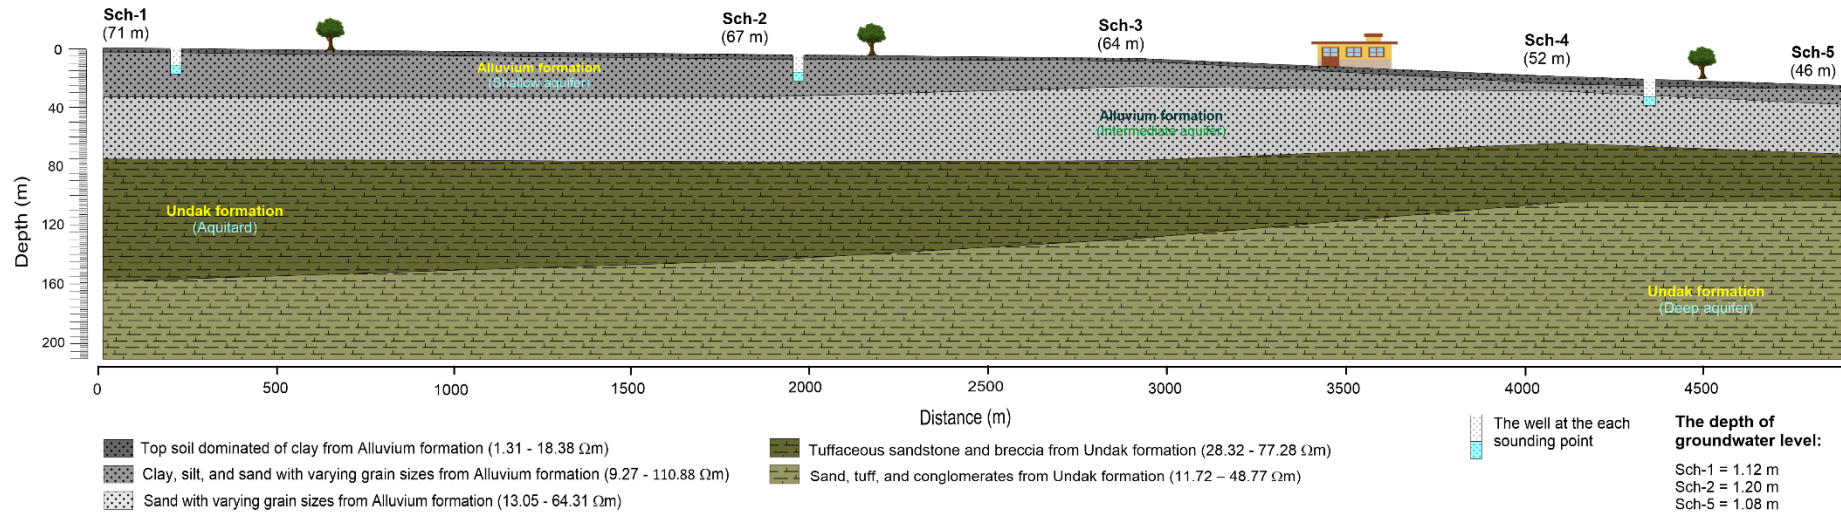 Sch-1
(71 m)
Sch-2
(67 m)
Sch-3
(64 m)
Sch-4
(52 m)
Sch-5
(46 m)
Alluvium formation
(Shallow aquifer)
Alluvium formation
(Intermediate aquifer)
Undak formation
(Aquitard)
Undak formation
(Deep aquifer)
Depth (m)
0
40
80
120
160
200
0
500
1000
1500
2000
2500
3000
3500
4000
4500
Distance (m)
Top soil dominated of clay from Alluvium formation (1.31 - 18.38 Ωm)
Clay, silt, and sand with varying grain sizes from Alluvium formation (9.27 - 110.88 Ωm)
Sand with varying grain sizes from Alluvium formation (13.05 - 64.31 Ωm)
Tuffaceous sandstone and breccia from Undak formation (28.32 - 77.28 Ωm)
Sand, tuff, and conglomerates from Undak formation (11.72 – 48.77 Ωm)
The well at the each
sounding point
The depth of
groundwater level:
Sch-1 = 1.12 m
Sch-2 = 1.20 m
Sch-5 = 1.08 m